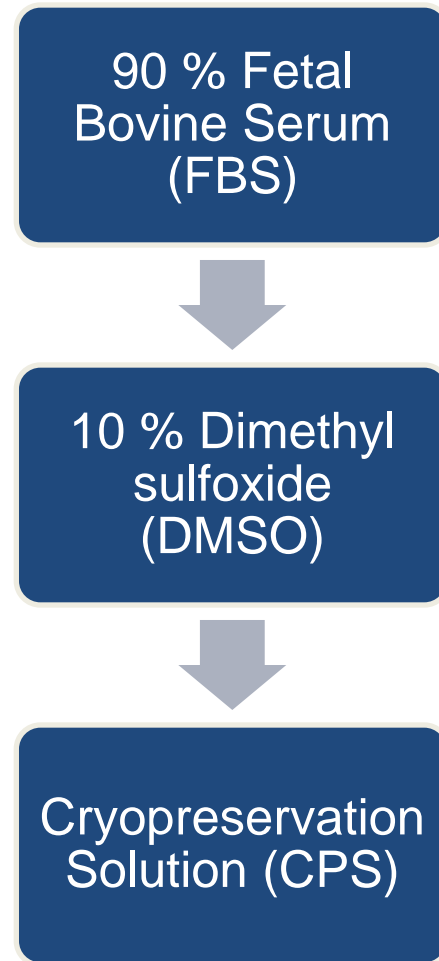 90 % Fetal
Bovine Serum
(FBS)
10 % Dimethyl
sulfoxide
(DMSO)
Cryopreservation
Solution (CPS)